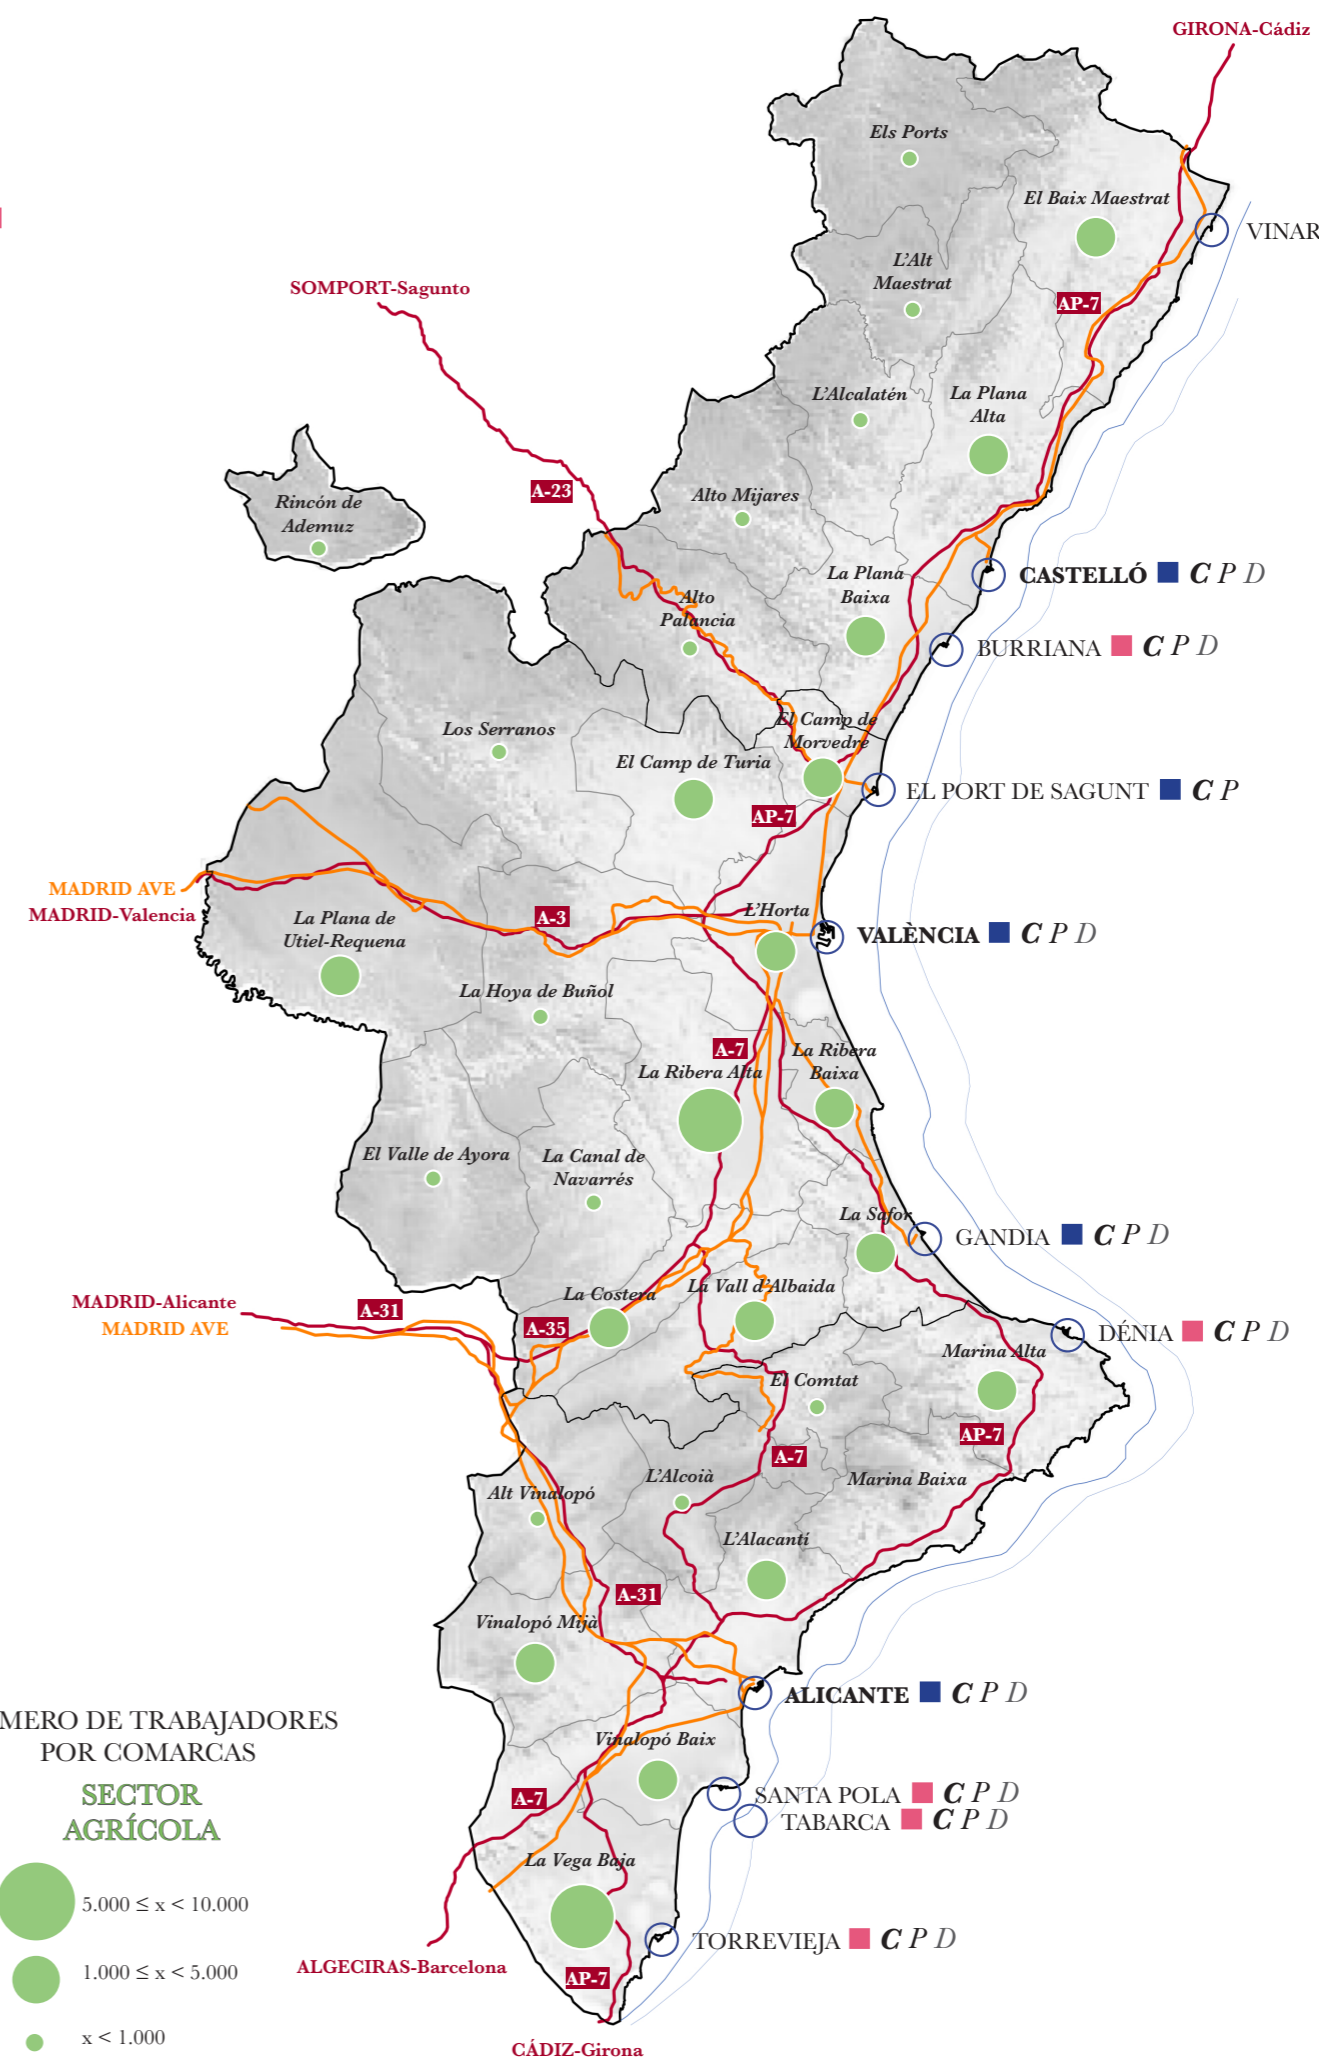 GIRONA-Cádiz
Els Ports
El Baix Maestrat
VINAR
L'Alt
Maestrat
SOMPORT-Sagunto
AP-7
L'Alcalatén
La Plana
Alta
A-23
Alto Mijares
Rincón de
Ademuz
La Plana
Baixa
CASTELLÓ C P D
Alto
Palancia
BURRIANA C P D
Los Serranos
El Camp de
Morvedre
El Camp de Turia
EL PORT DE SAGUNT C P
AP-7
MADRID AVE
MADRID-Valencia
La Plana de
Utiel-Requena
A-3
L'Horta
VALÈNCIA C P D
La Hoya de Buñol
A-7
La Ribera Alta
La Ribera
Baixa
El Valle de Ayora
La Canal de
Navarrés
La Safor
GANDIA C P D
La Costera
La Vall d'Albaida
MADRID-Alicante
MADRID AVE
A-31
A-35
DÉNIA C P D
Marina Alta
El Comtat
AP-7
A-7
L'Alcoià
Marina Baixa
Alt Vinalopó
L'Alacantí
A-31
Vinalopó Mijà
ALICANTE C P D
MERO DE TRABAJADORES
POR COMARCAS
SECTOR
AGRÍCOLA
Vinalopó Baix
SANTA POLA C P D
TABARCA C P D
A-7
La Vega Baja
5.000 ≤ x < 10.000
TORREVIEJA C P D
ALGECIRAS-Barcelona
1.000 ≤ x < 5.000
AP-7
x < 1.000
CÁDIZ-Girona